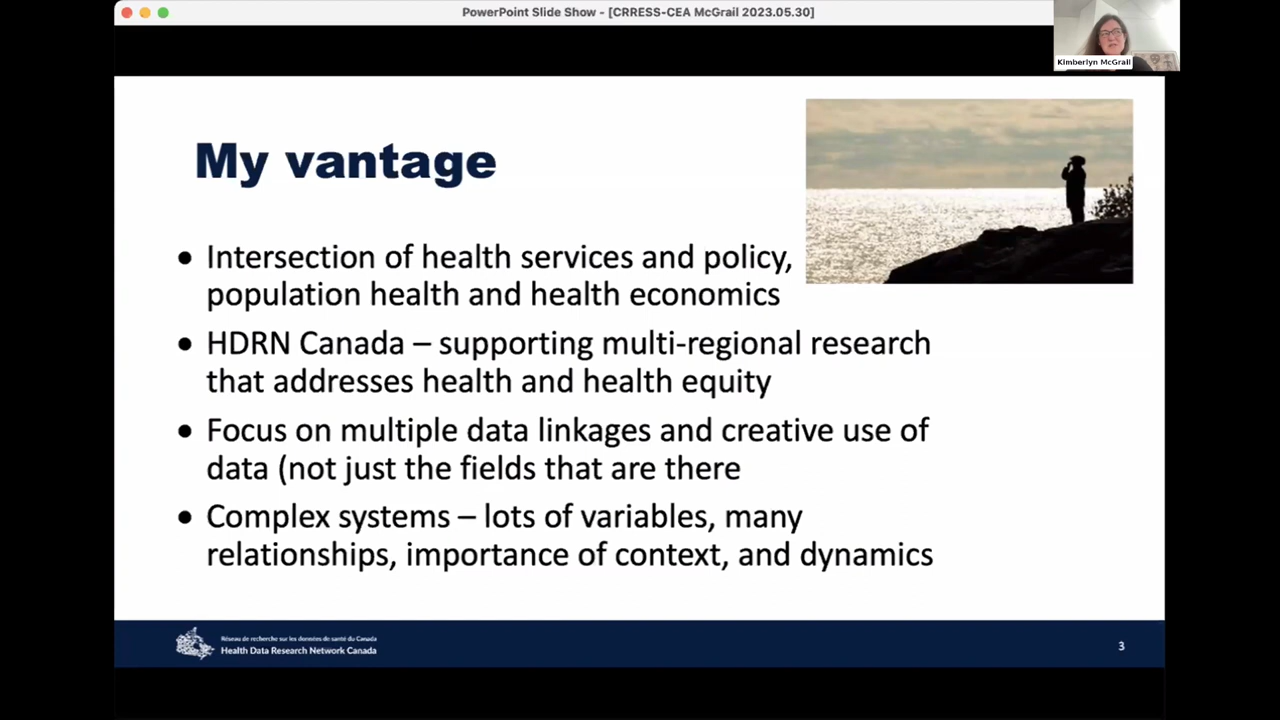 PowerPoint Slide Show - [CRRESS-CEA McGrail 2023.05.30]
Kimberlyn McGrail
My vantage
• Intersection of health services and policy,
population health and health economics
• HDRN Canada – supporting multi-regional research
that addresses health and health equity
• Focus on multiple data linkages and creative use of
data (not just the fields that are there
• Complex systems – lots of variables, many
relationships, importance of context, and dynamics
Réseau de recherche sur les données de santé du Canada
Health Data Research Network Canada
3